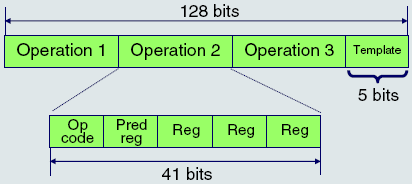 128 bits
Operation 1 Operation 2 Operation 3 Template
5 bits
Op code Pred reg Reg Reg Reg
41 bits